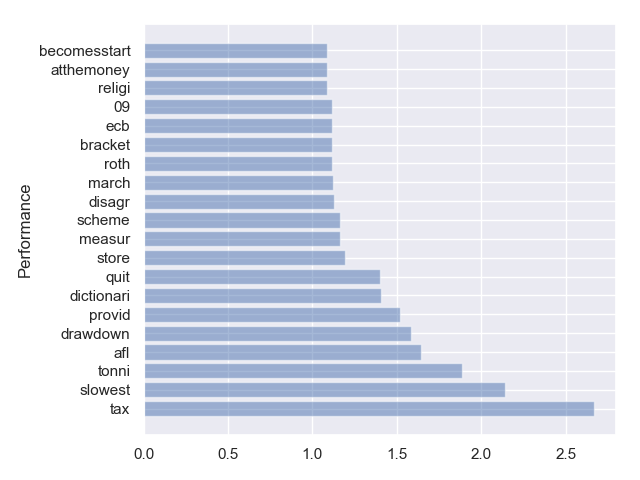 becomesstart
atthemoney
religi
09
ecb
bracket
roth
march
disagr
scheme
measur
store
quit
dictionari
provid
drawdown
afl
tonni
slowest
tax
Performance
0.0 0.5 1.0 1.5 2.0 2.5